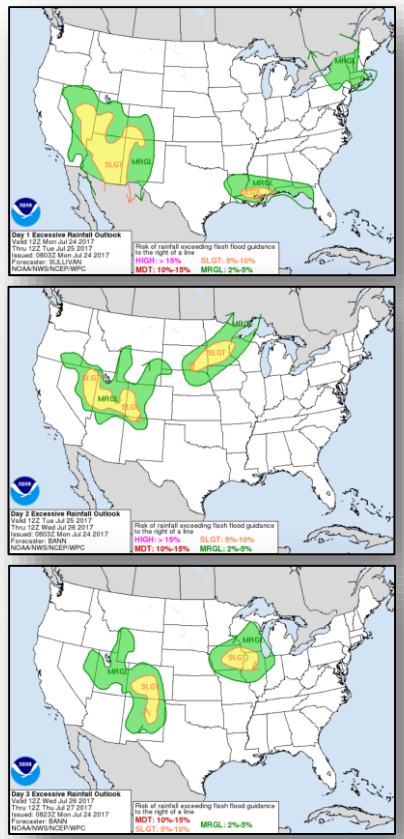 MRGL
SLGT
MRGL
MRGL
SLGT
noaa
Day 1 Excessive Rainfall Outlook
Valid 12Z Mon Jul 24 2017
Thru 12Z Tue Jul 25 2017
Issued: 0803Z Mon Jul 24 2017
Forecaster: SULLIVAN
NOAA/NWS/NCEP/WPC
Risk of rainfall exceeding flash flood guidance
to the right of a line
HIGH: > 15% SLGT: 5%-10%
MDT: 10%-15% MRGL: 2%-5%
MRGL
SLGT
SLGT
MRGL
SLGT
noaa
Day 2 Excessive Rainfall Outlook
Valid 12Z Tue Jul 25 2017
Thru 12Z Wed Jul 26 2017
Issued: 0803Z Mon Jul 24 2017
Forecaster: BANN
NOAA/NWS/NCEP/WPC
Risk of rainfall exceeding flash flood guidance
to the right of a line
HIGH: > 15% SLGT: 5%-10%
MDT: 10%-15% MRGL: 2%-5%
MRGL
SLGT
MRGL
SLGT
noaa
Day 3 Excessive Rainfall Outlook
Valid 12Z Wed Jul 26 2017
Thru 12Z Thu Jul 27 2017
Issued: 0823Z Mon Jul 24 2017
Forecaster: BANN
NOAA/NWS/NCEP/WPC
Risk of rainfall exceeding flash flood guidance
to the right of a line
MDT: 10%-15% MRGL: 2%-5%
SLGT: 5%-10%